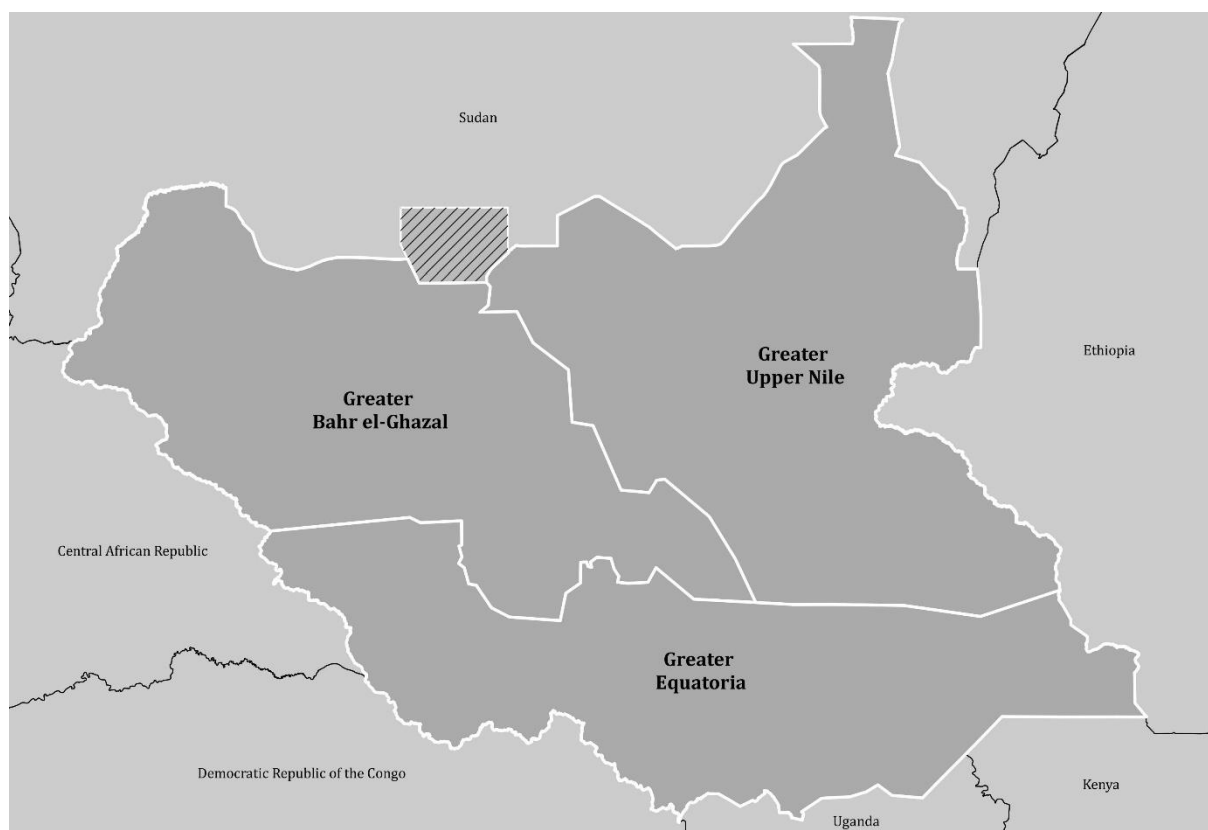 Sudan
Greater
Upper Nile
Ethiopia
Greater
Bahr el-Ghazal
Central African Republic
Greater
Equatoria
Democratic Republic of the Congo
Kenya
Uganda